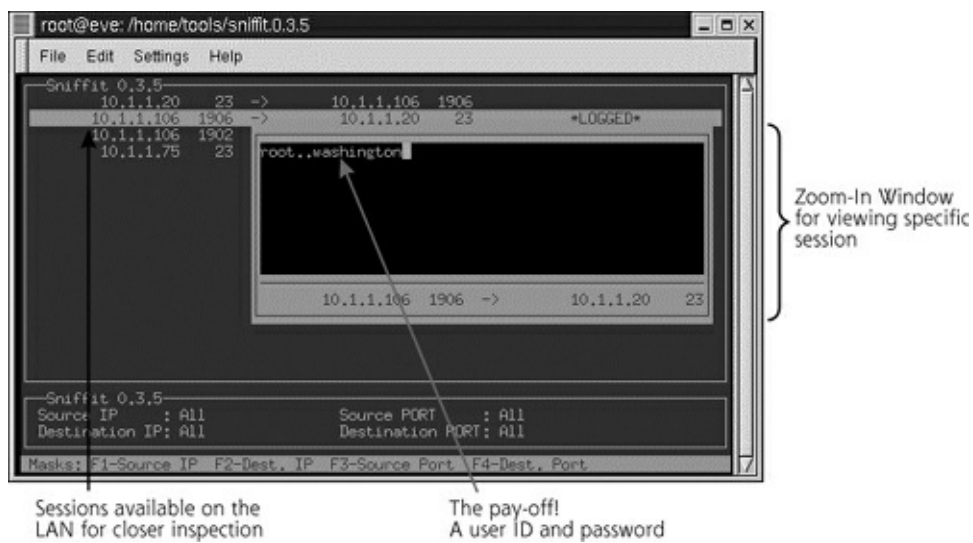 root@eve: /home/tools/sniffit.0.3.5
File Edit Settings Help
Sniffit 0.3.5
10.1.1.20 23 -> 10.1.1.106 1906
10.1.1.106 1906 -> 10.1.1.20 23 *LOGGED*
10.1.1.106 1902
10.1.1.75 23
root..washington
10.1.1.106 1906 -> 10.1.1.20 23
Zoom-In Window
for viewing specific
session
Sniffit 0.3.5
Source IP : All Source PORT : All
Destination IP: All Destination PORT: All
Masks: F1-Source IP F2-Dest. IP F3-Source Port F4-Dest. Port
Sessions available on the
LAN for closer inspection
The pay-off!
A user ID and password